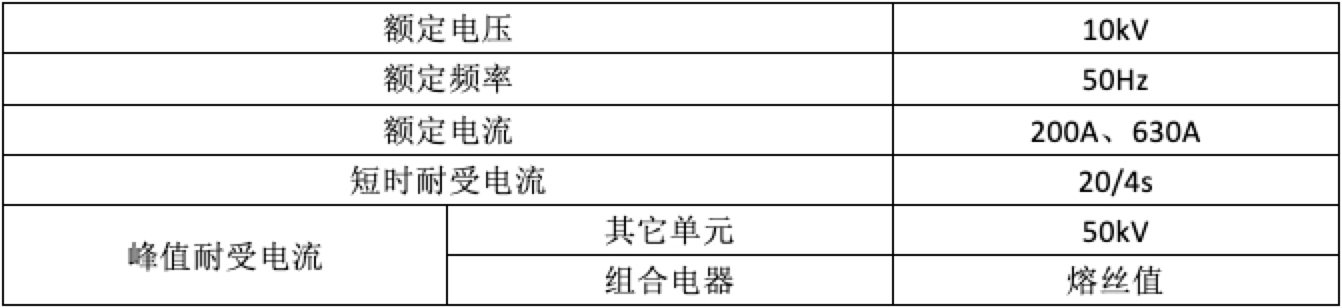 额定电压 10kV
额定频率 50Hz
额定电流 200A、630A
短时耐受电流 20/4s
峰值耐受电流 其它单元 50kV
组合电器 熔丝值